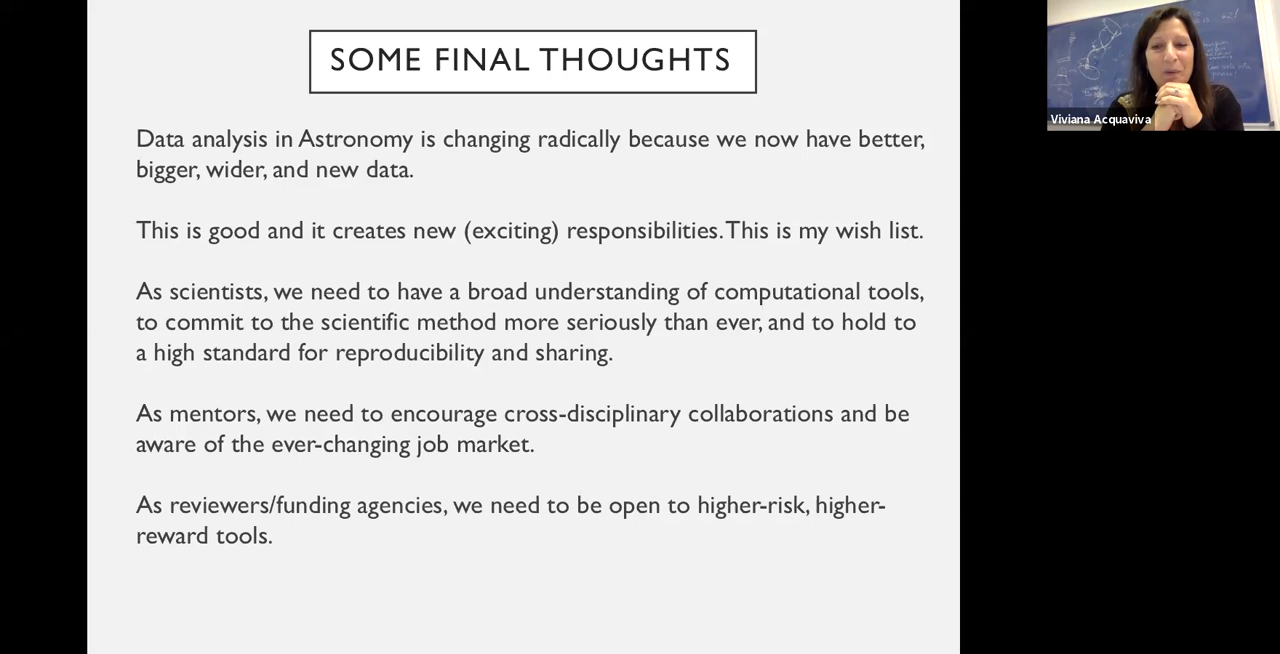 SOME FINAL THOUGHTS
Viviana Acquaviva
Data analysis in Astronomy is changing radically because we now have better,
bigger, wider, and new data.
This is good and it creates new (exciting) responsibilities. This is my wish list.
As scientists, we need to have a broad understanding of computational tools,
to commit to the scientific method more seriously than ever, and to hold to
a high standard for reproducibility and sharing.
As mentors, we need to encourage cross-disciplinary collaborations and be
aware of the ever-changing job market.
As reviewers/funding agencies, we need to be open to higher-risk, higher-
reward tools.